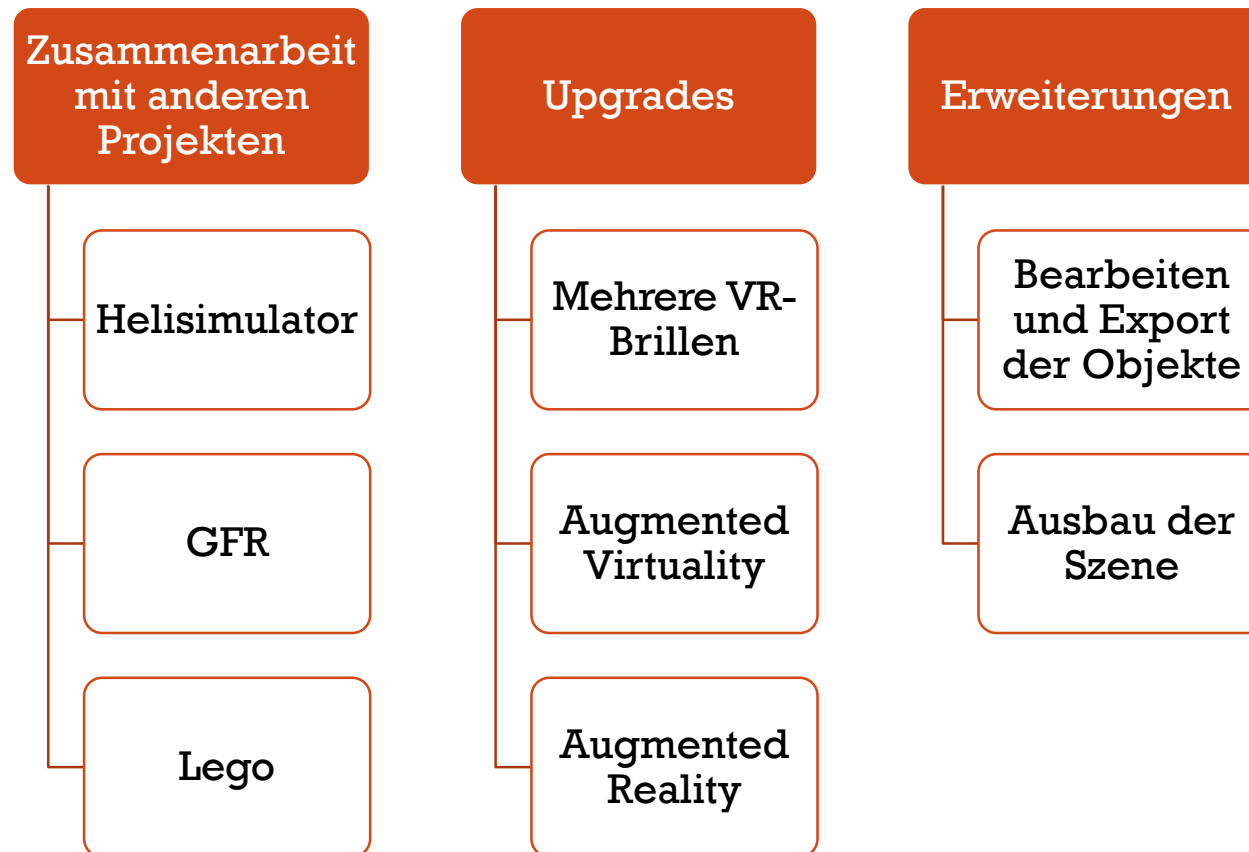 Zusammenarbeit
mit anderen
Projekten
Helisimulator
GFR
Lego
Upgrades
Mehrere VR-
Brillen
Augmented
Virtuality
Augmented
Reality
Erweiterungen
Bearbeiten
und Export
der Objekte
Ausbau der
Szene